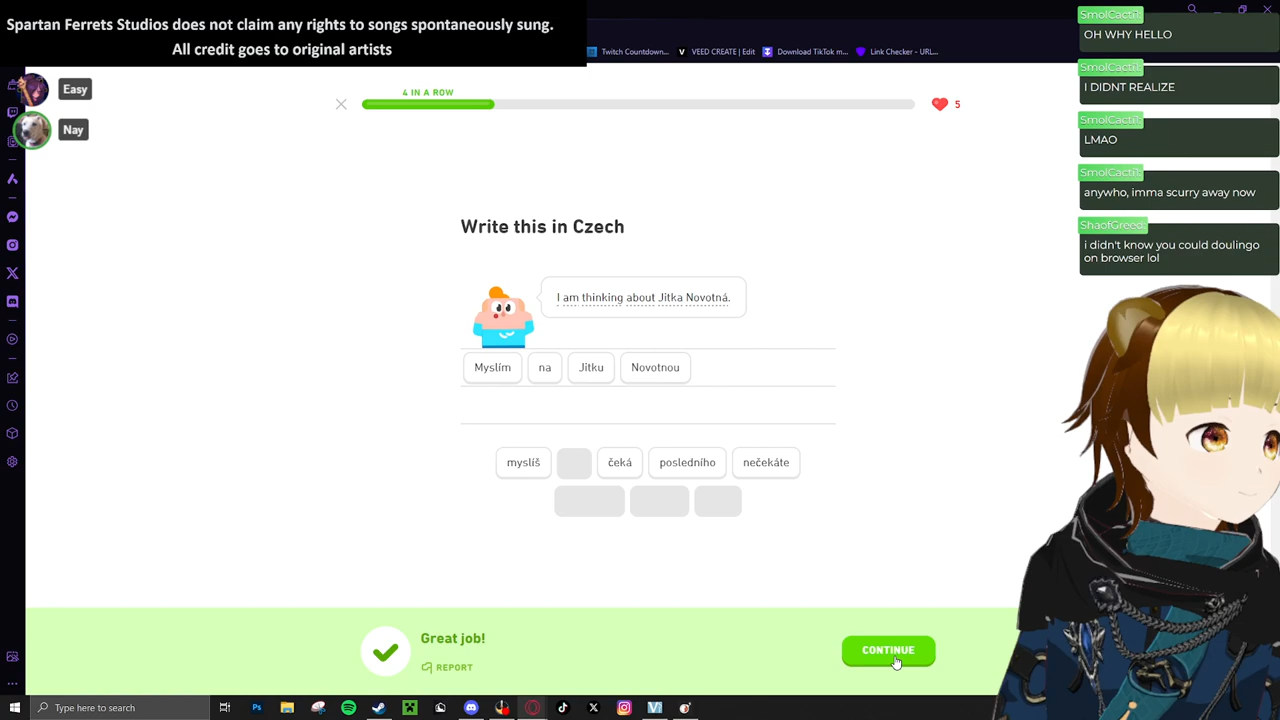 Spartan Ferrets Studios does not claim any rights to songs spontaneously sung.
All credit goes to original artists
Twitch Countdown...
VEED CREATE | Edit
Download TikTok m...
Link Checker - URL...
Easy
Nay
4 IN A ROW
5
Write this in Czech
I am thinking about Jitka Novotná.
Myslím na Jitku Novotnou
myslíš čeká posledního nečekáte
Great job!
REPORT
CONTINUE
SmolCacti1:
OH WHY HELLO
SmolCacti1:
I DIDNT REALIZE
SmolCacti1:
LMAO
SmolCacti1:
anywho, imma scurry away now
ShaofGreed:
i didn't know you could doulingo
on browser lol
Type here to search